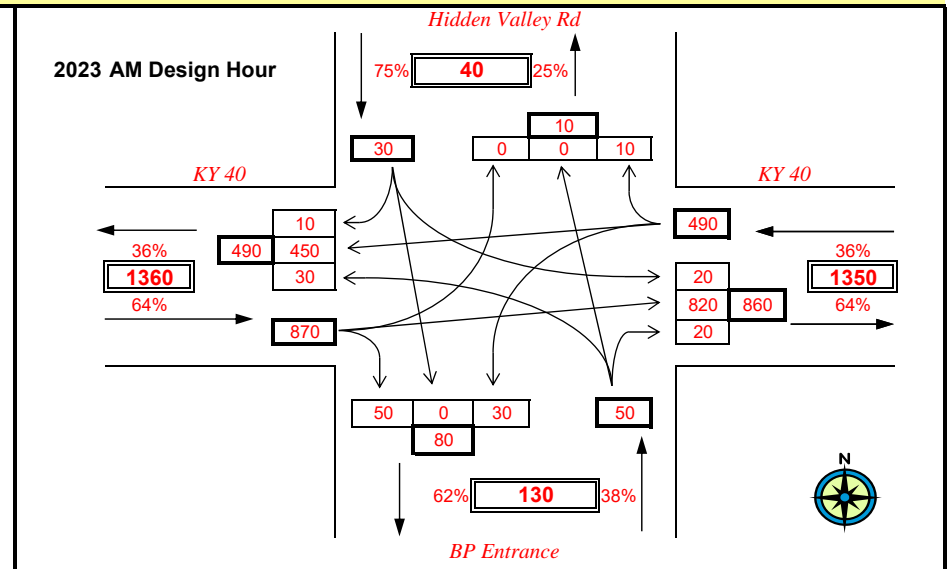 Hidden Valley Rd
2023 AM Design Hour
75% 40 25%
10
30 0 0 10
KY 40 KY 40
10 490
490 450 36% 36%
1360 30 20 1350
64% 820 860 64%
870 20
50 0 30 50
80
N
62% 130 38%
BP Entrance